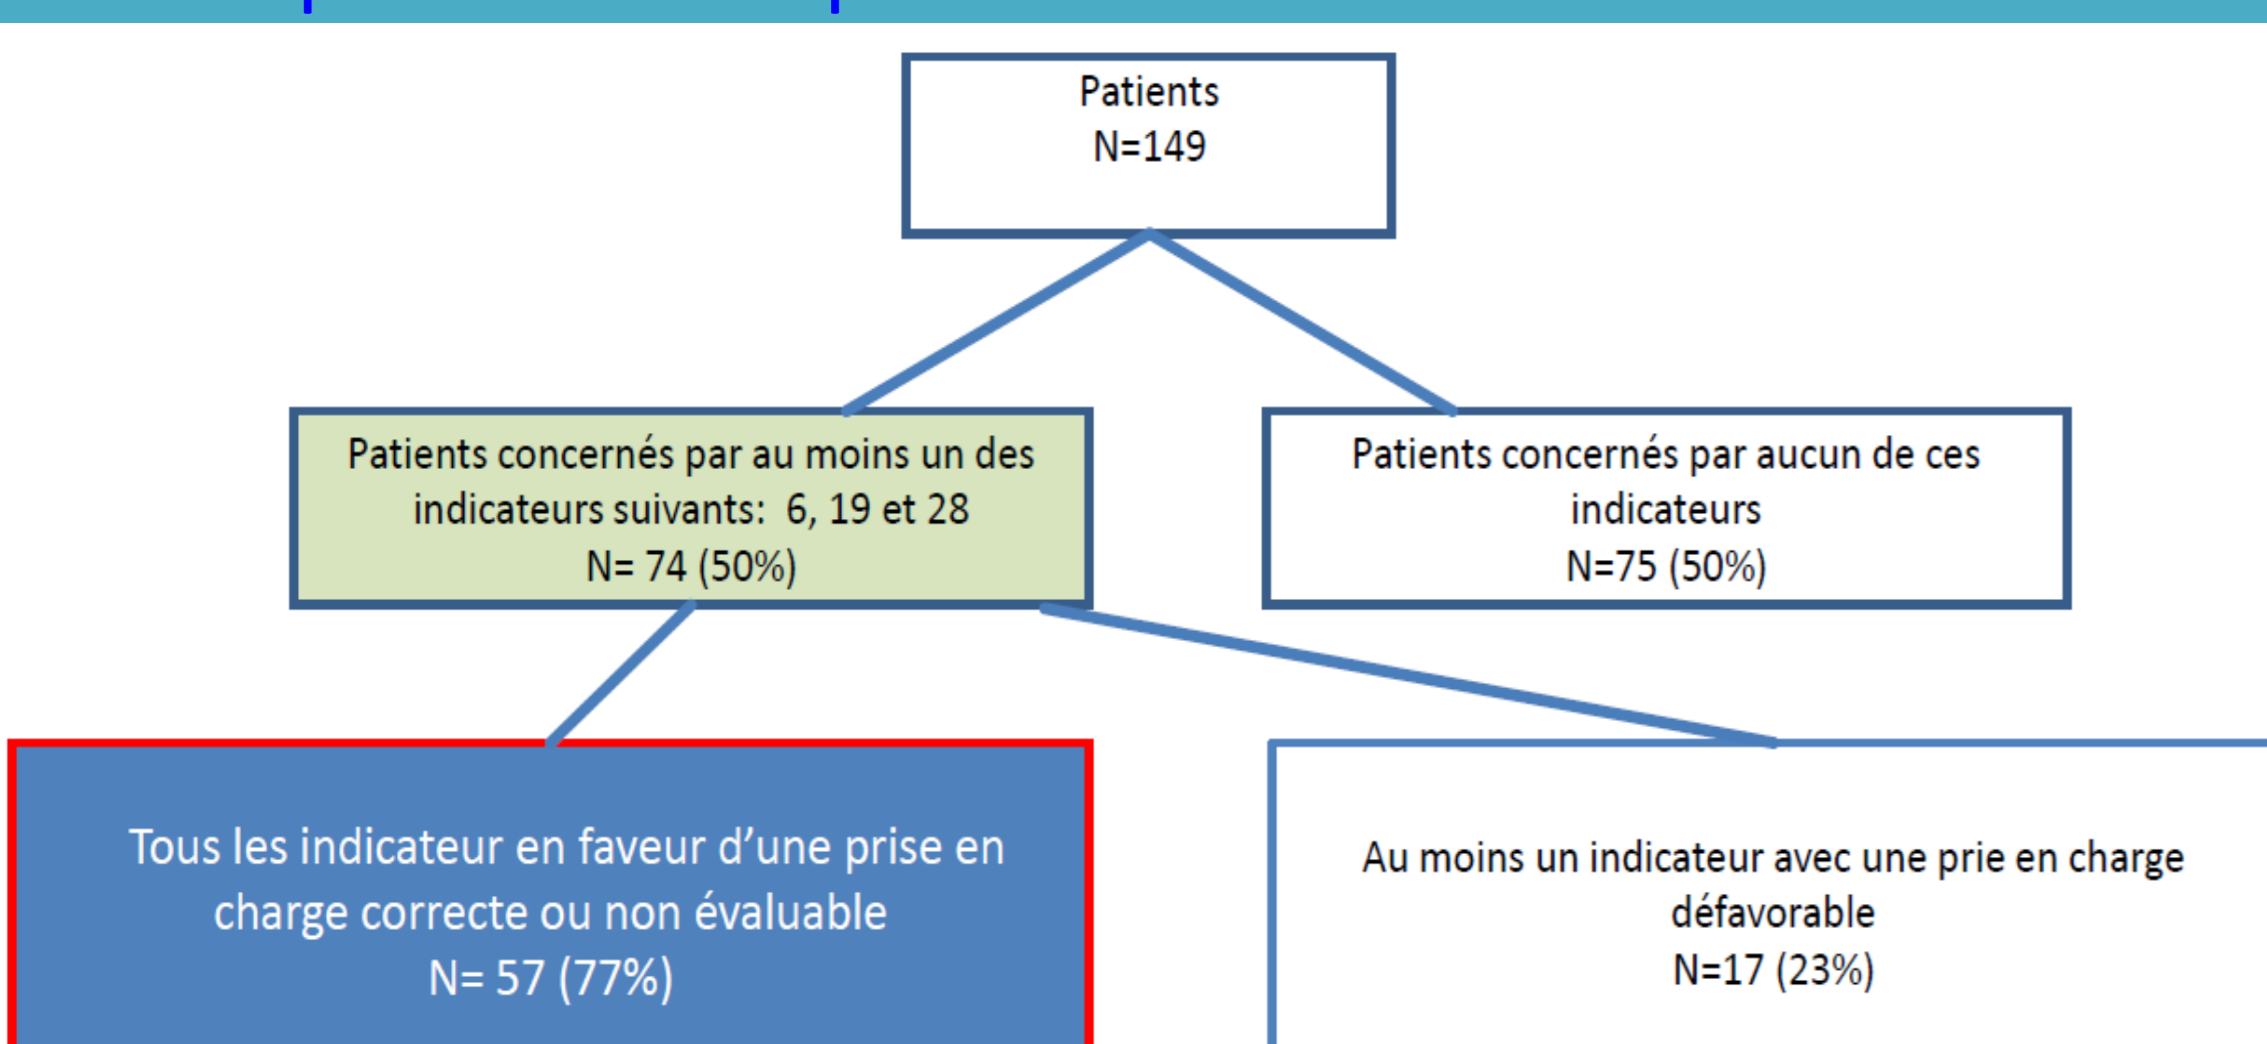 Patients
N=149
Patients concernés par au moins un des
indicateurs suivants:  6, 19 et 28
N= 74 (50%)
Patients concernés par aucun de ces
indicateurs
N=75 (50%)
Tous les indicateur en faveur d’une prise en
charge correcte ou non évaluable
N= 57 (77%)
Au moins un indicateur avec une prie en charge
défavorable
N=17 (23%)